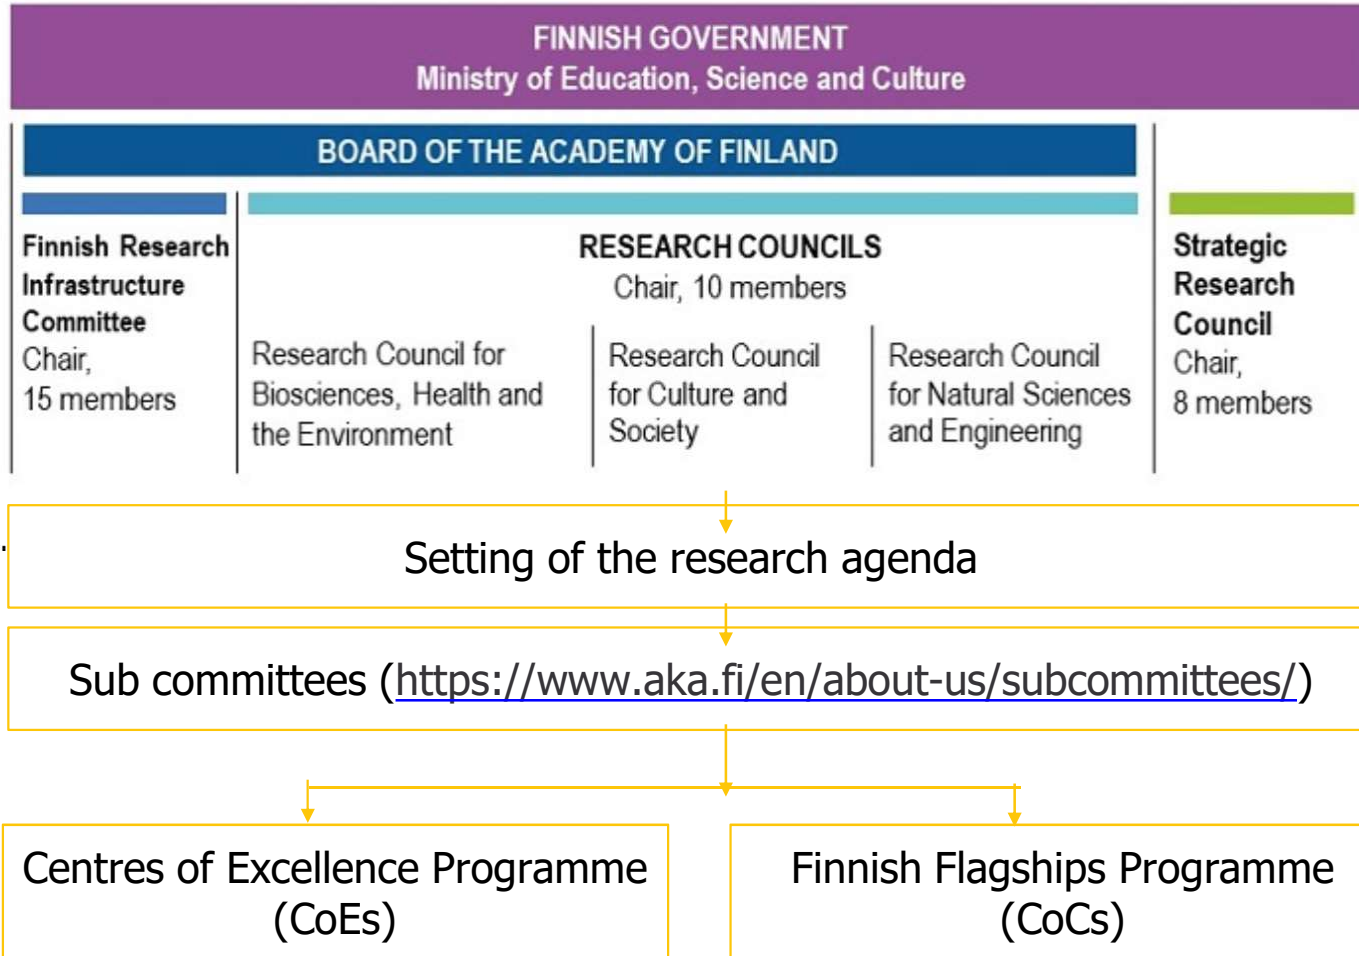 FINNISH GOVERNMENT
Ministry of Education, Science and Culture
BOARD OF THE ACADEMY OF FINLAND
Finnish Research
Infrastructure
Committee
Chair,
15 members
RESEARCH COUNCILS
Chair, 10 members
Research Council for
Biosciences, Health and
the Environment
Research Council
for Culture and
Society
Research Council
for Natural Sciences
and Engineering
Strategic
Research
Council
Chair,
8 members
.
Setting of the research agenda
Sub committees (https://www.aka.fi/en/about-us/subcommittees/)
Centres of Excellence Programme
(CoEs)
Finnish Flagships Programme
(CoCs)